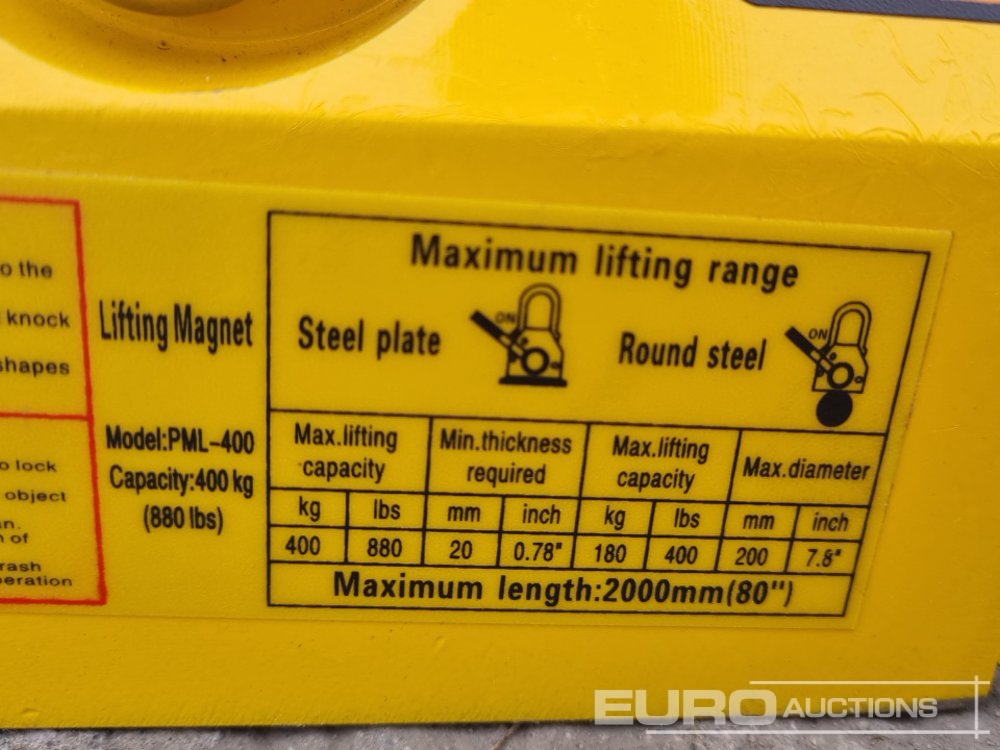 o the
knock
shapes
o lock
object
n.
n of
rash
peration
Lifting Magnet
Model:PML-400
Capacity:400 kg
(880 lbs)
Maximum lifting range
Steel plate
ON
Round steel
ON
Max.lifting capacity
Min.thickness required
Max.lifting capacity
Max.diameter
kg lbs mm inch kg lbs mm inch
400 880 20 0.78" 180 400 200 7.8"
Maximum length:2000mm(80")
EURO AUCTIONS